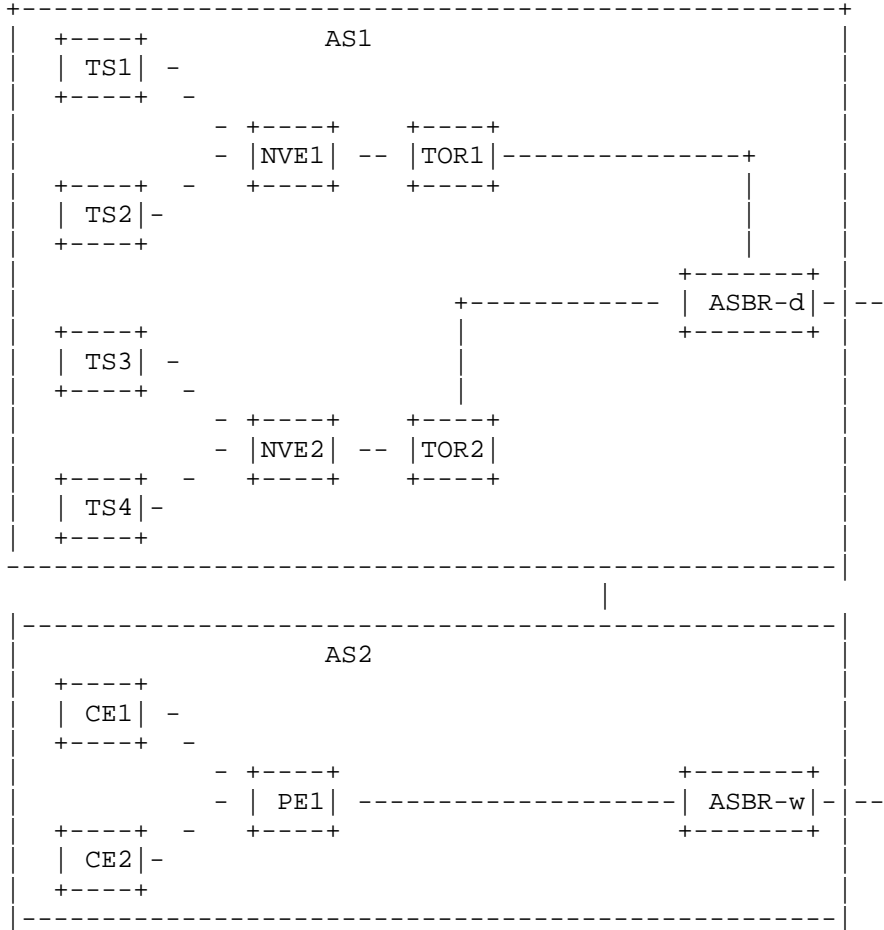 AS1
TS1
NVE1 TOR1
TS2
ASBR-d
TS3
NVE2 TOR2
TS4
AS2
CE1
PE1 ASBR-w
CE2